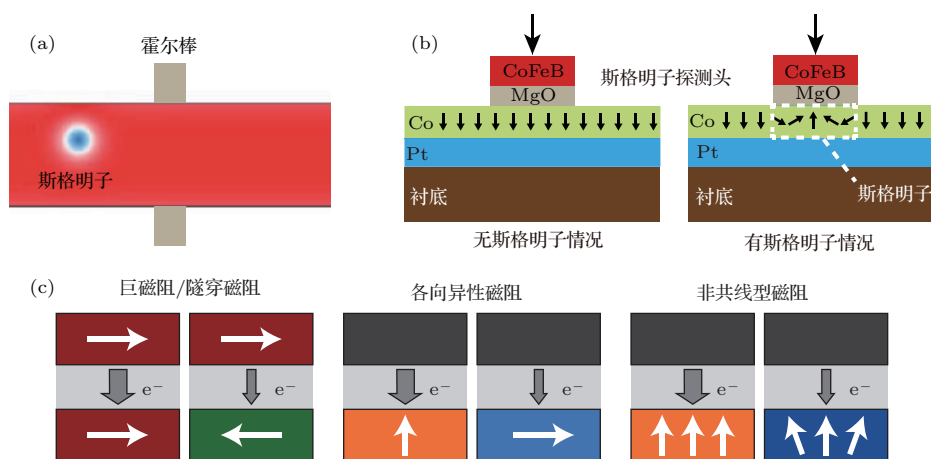 (a)
霍尔棒
斯格明子
(b)
CoFeB
MgO
斯格明子探测头
CoFeB
MgO
Co
Pt
衬底
无斯格明子情况
Co
Pt
斯格明子
衬底
有斯格明子情况
(c)
巨磁阻/隧穿磁阻
各向异性磁阻
非共线型磁阻
e⁻
e⁻
e⁻
e⁻
e⁻
e⁻